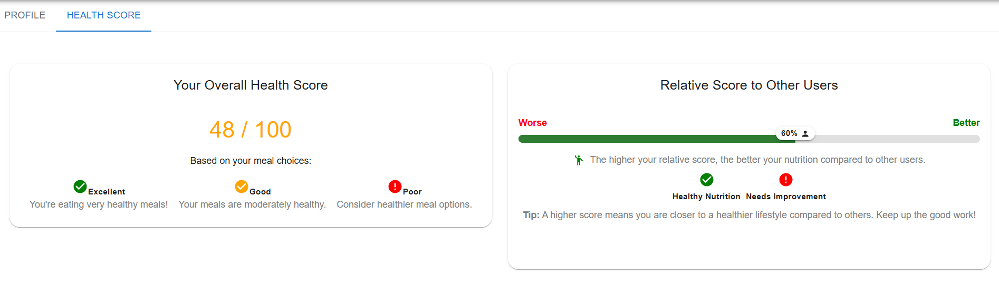 PROFILE HEALTH SCORE
Your Overall Health Score
48 / 100
Based on your meal choices:
Excellent Good Poor
You're eating very healthy meals! Your meals are moderately healthy. Consider healthier meal options.
Relative Score to Other Users
Worse Better
60%
The higher your relative score, the better your nutrition compared to other users.
Healthy Nutrition Needs Improvement
Tip: A higher score means you are closer to a healthier lifestyle compared to others. Keep up the good work!